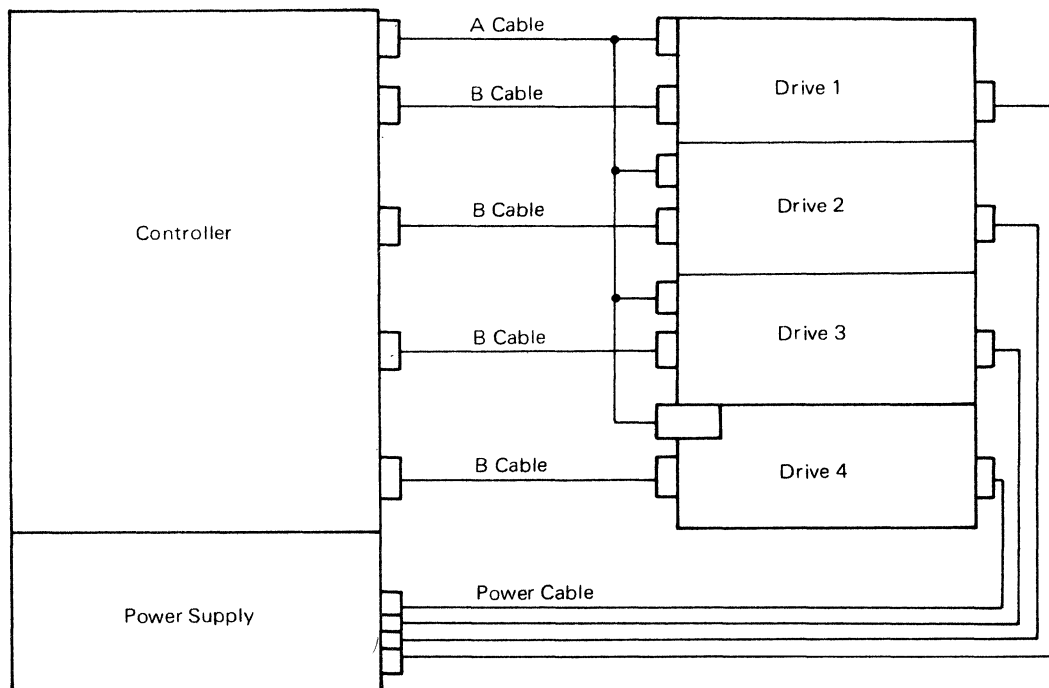 A Cable
Drive 1
B Cable
Drive 2
B Cable
Controller
Drive 3
B Cable
Drive 4
B Cable
Power Cable
Power Supply